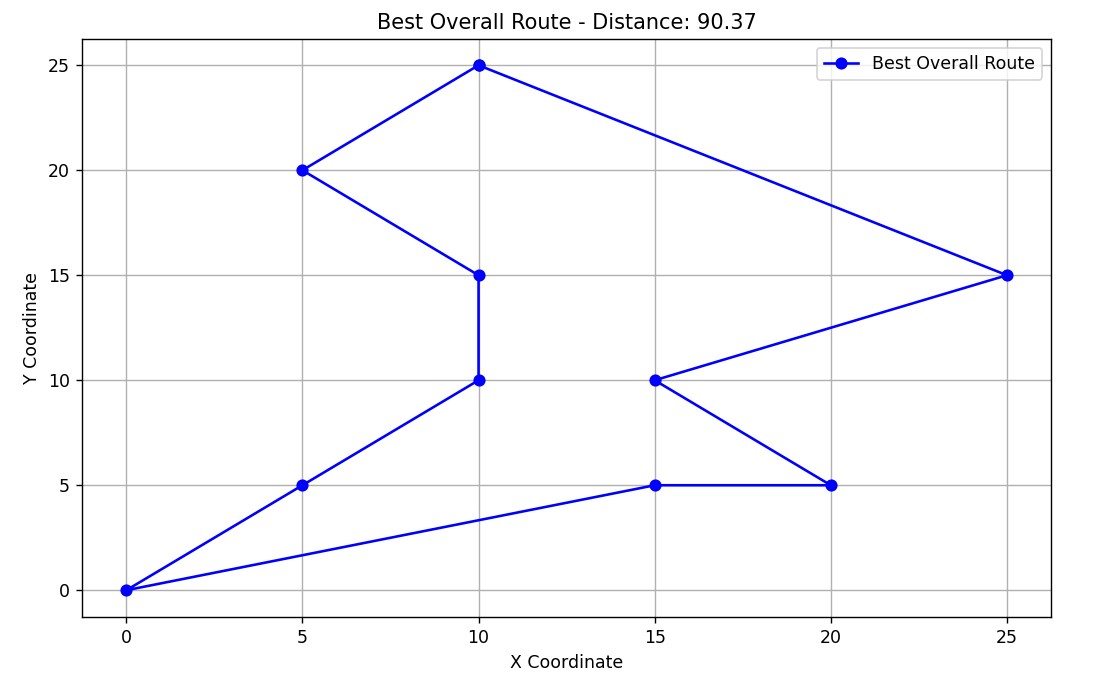 Best Overall Route - Distance: 90.37
Best Overall Route
25
20
15
10
5
0
Y Coordinate
0 5 10 15 20 25
X Coordinate